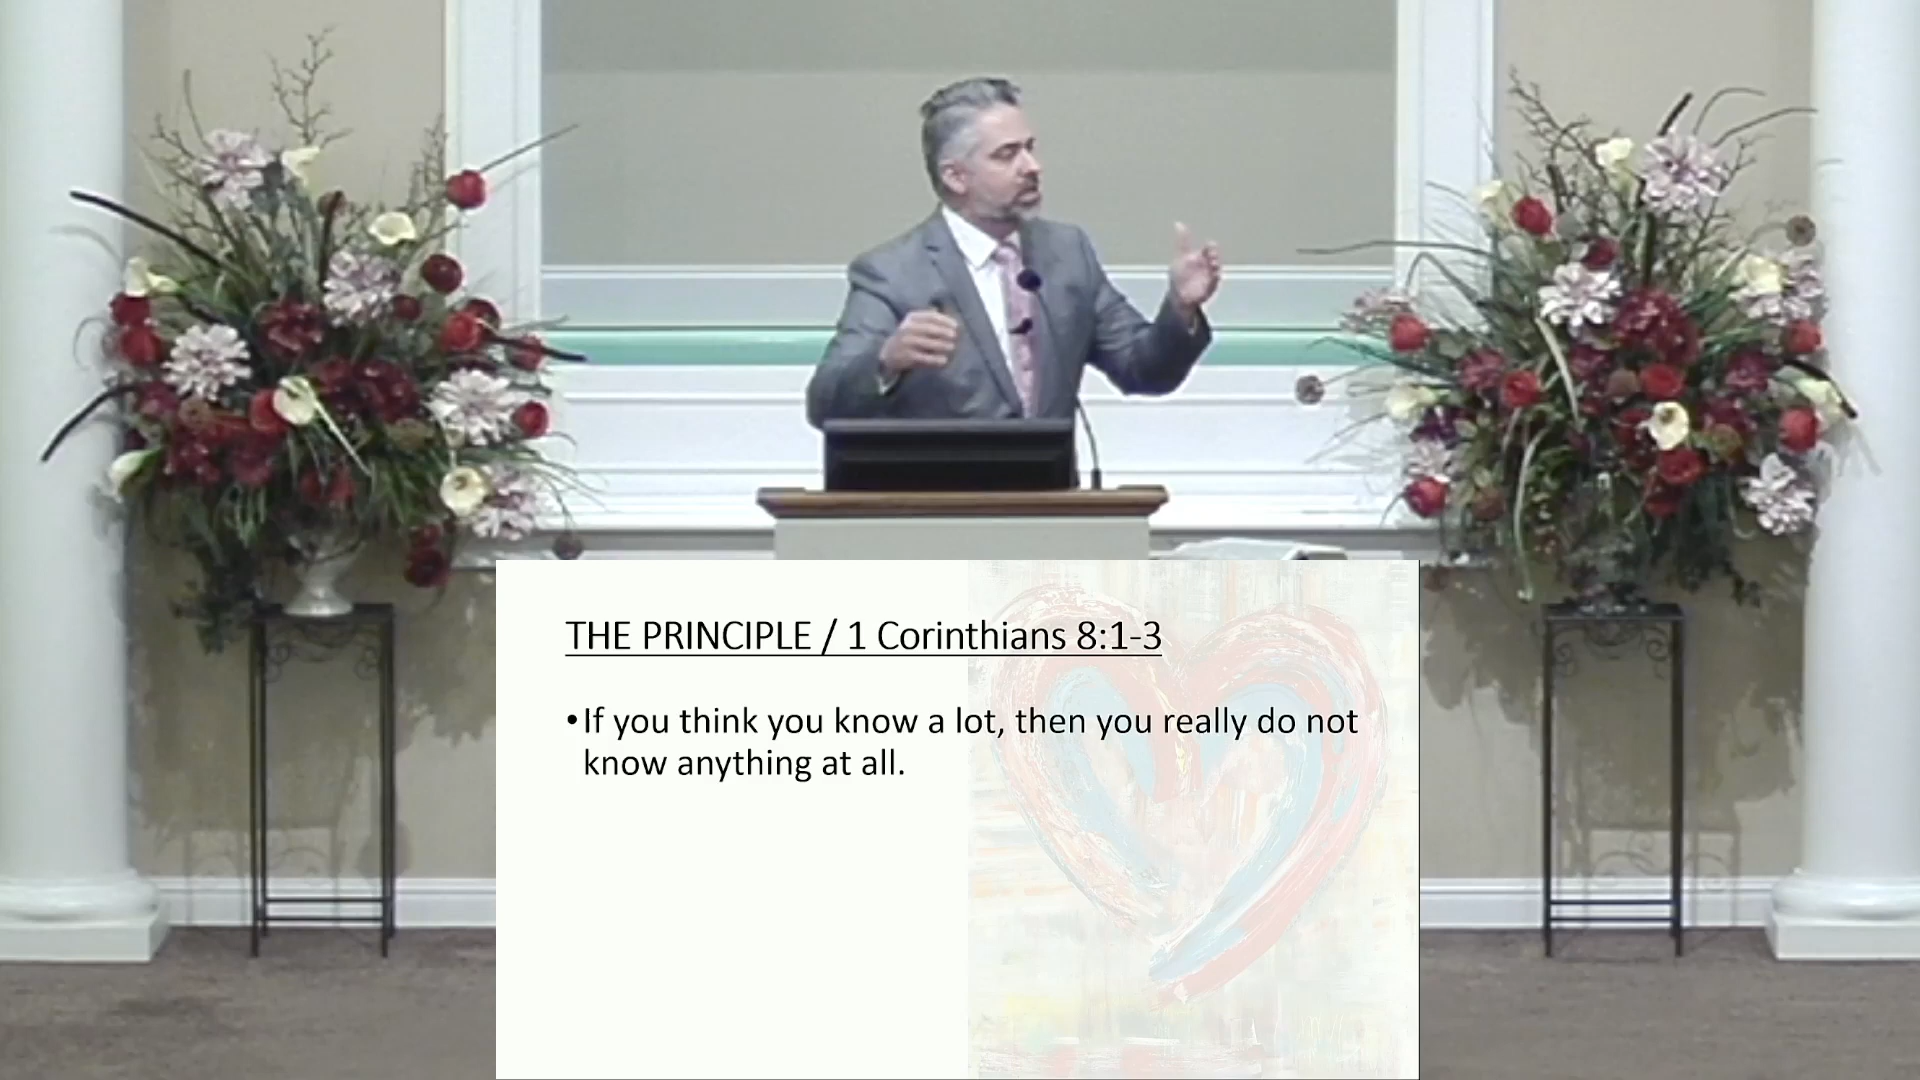 THE PRINCIPLE / 1 Corinthians 8:1-3
•If you think you know a lot, then you really do not
know anything at all.